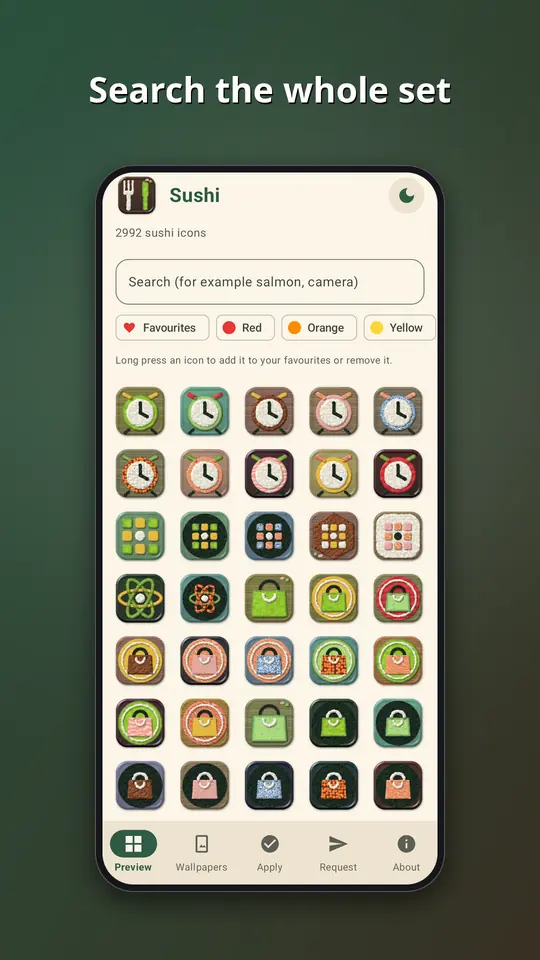 Search the whole set
Sushi
2992 sushi icons
Search (for example salmon, camera)
Favourites Red Orange Yellow
Long press an icon to add it to your favourites or remove it.
Preview Wallpapers Apply Request About